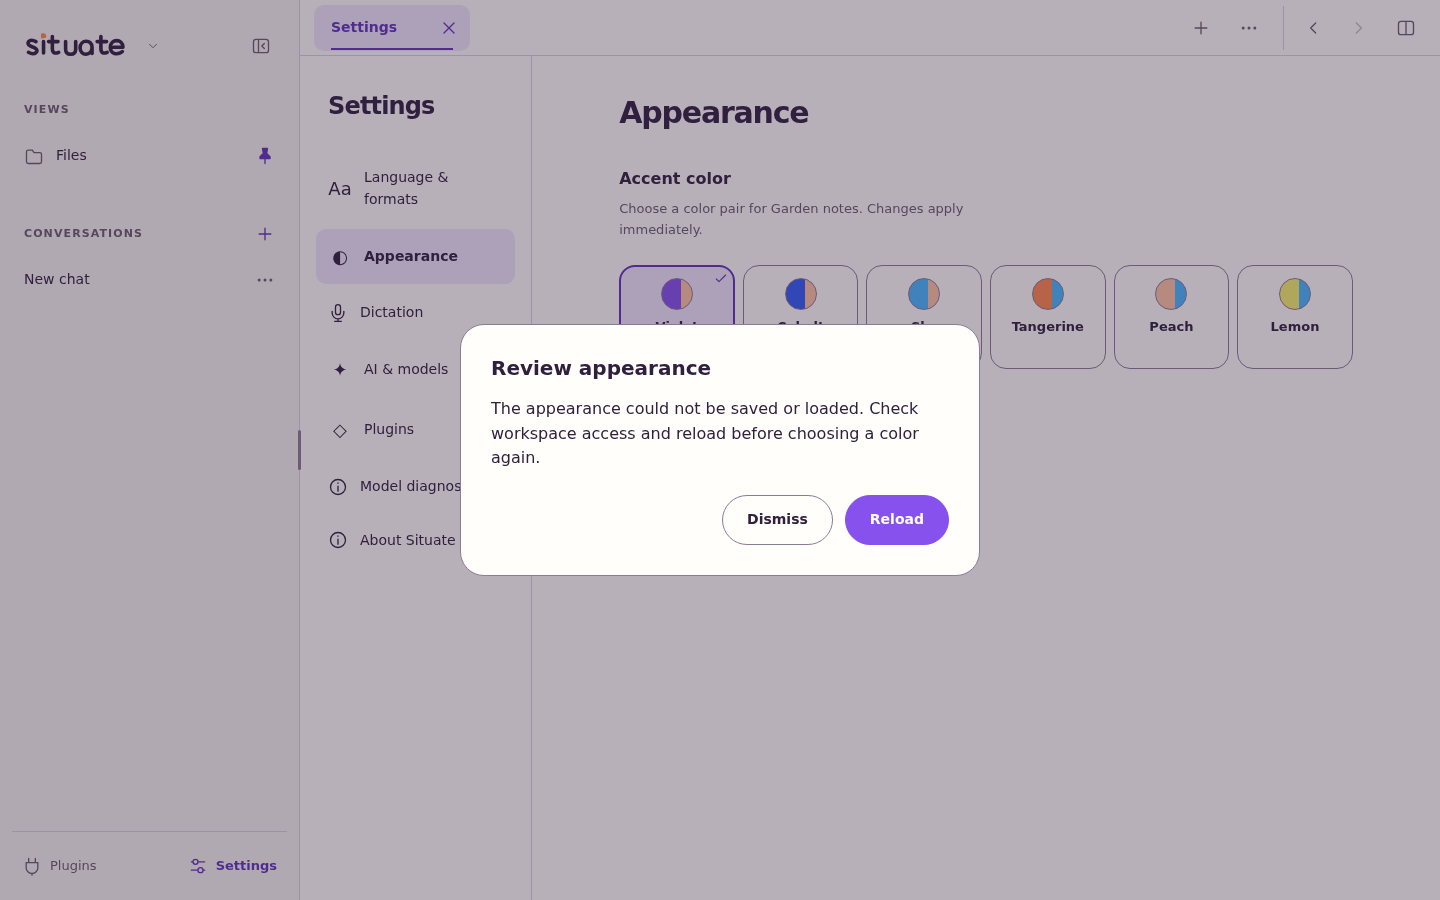 situate
VIEWS
Files
CONVERSATIONS
New chat
Plugins
Settings
Settings
Settings
Aa
Language &
formats
Appearance
Dictation
AI & models
Plugins
Model diagnos
About Situate
Appearance
Accent color
Choose a color pair for Garden notes. Changes apply
immediately.
Tangerine
Peach
Lemon
Review appearance
The appearance could not be saved or loaded. Check
workspace access and reload before choosing a color
again.
Dismiss
Reload